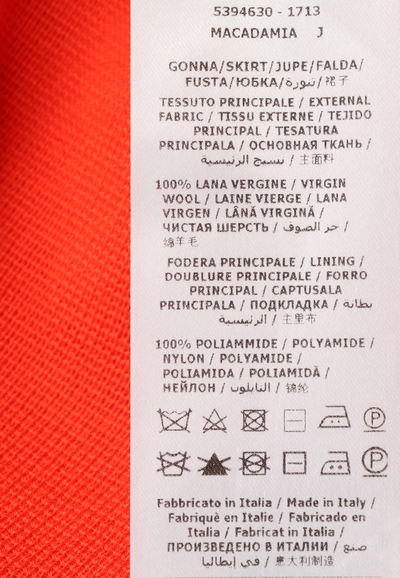 5394630 - 1713
MACADAMIA J
GONNA/SKIRT/JUPE/FALDA/
FUSTA/ЮБКА/تنورة/裙子
TESSUTO PRINCIPALE / EXTERNAL
FABRIC / TISSU EXTERNE / TEJIDO
PRINCIPAL / TESATURA
PRINCIPALA / ОСНОВНАЯ ТКАНЬ /
نسيج الرئيسية / 主面料
100% LANA VERGINE / VIRGIN
WOOL / LAINE VIERGE / LANA
VIRGEN / LÂNĂ VIRGINĂ /
ЧИСТАЯ ШЕРСТЬ / جز الصوف /
绵羊毛
FODERA PRINCIPALE / LINING /
DOUBLURE PRINCIPALE / FORRO
PRINCIPAL / CAPTUSALA
PRINCIPALA / ПОДКЛАДКА / بطانة
الرئيسية / 主里布
100% POLIAMMIDE / POLYAMIDE /
NYLON / POLYAMIDE /
POLIAMIDA / POLIAMIDĂ /
НЕЙЛОН / النايلون / 锦纶
P
P
Fabbricato in Italia / Made in Italy /
Fabriqué en Italie / Fabricado en
Italia / Fabricat in Italia /
ПРОИЗВЕДЕНО В ИТАЛИИ / صنع
في إيطاليا / 意大利制造